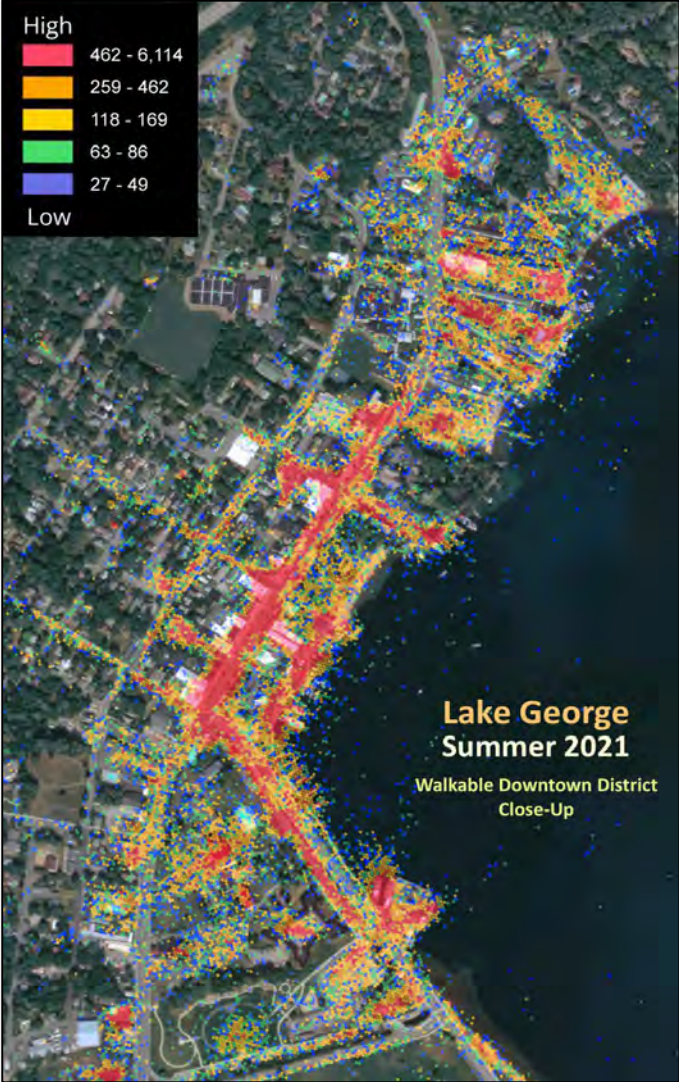 High
462 - 6,114
259 - 462
118 - 169
63 - 86
27 - 49
Low
Lake George
Summer 2021
Walkable Downtown District
Close-Up